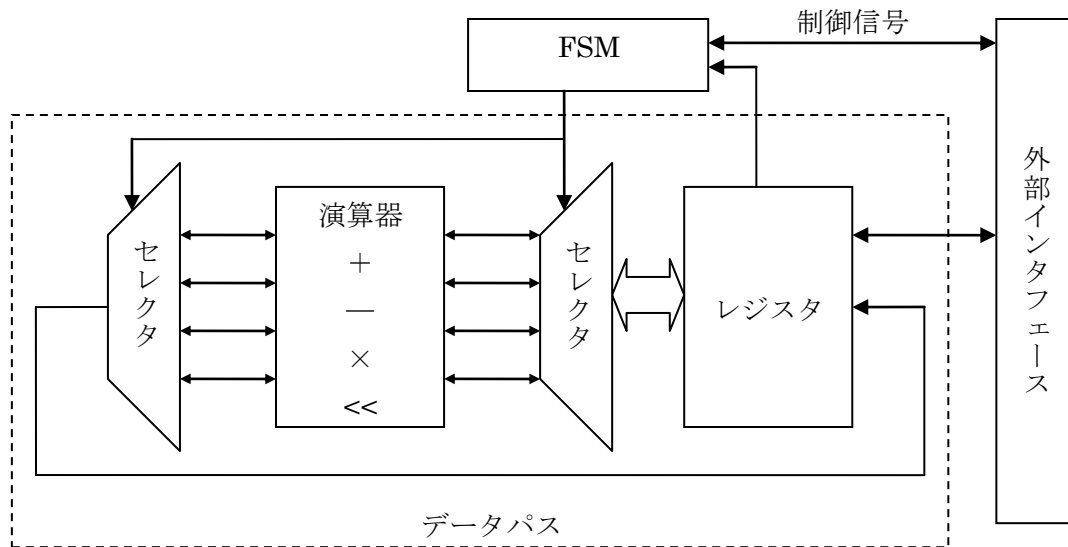 制御信号
FSM
外部インタフェース
セレクタ
演算器
+
—
×
<<
セレクタ
レジスタ
データパス